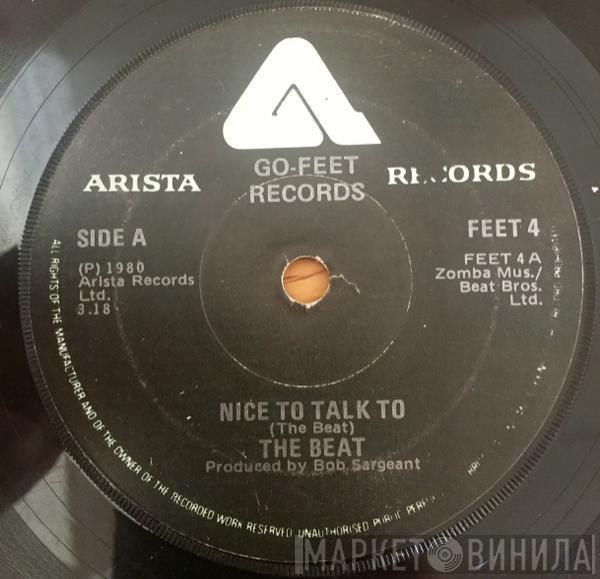 ARISTA
GO-FEET
RECORDS
RECORDS
SIDE A
FEET 4
(P) 1980
Arista Records
Ltd.
3.18
FEET 4 A
Zomba Mus./
Beat Bros.
Ltd.
NICE TO TALK TO
(The Beat)
THE BEAT
Produced by Bob Sargeant
ALL RIGHTS OF THE MANUFACTURER AND OF THE OWNER OF THE RECORDED WORK RESERVED. UNAUTHORISED PUBLIC
МАРКЕТ ВИНИЛА